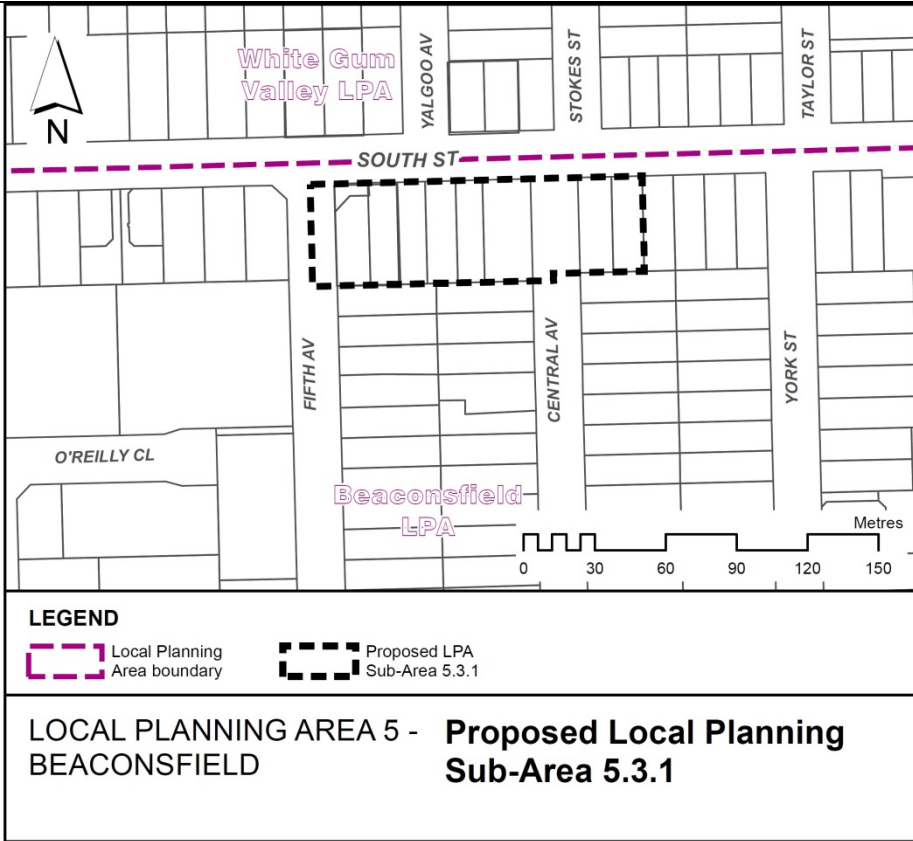 White Gum
Valley LPA
YALGOO AV
STOKES ST
TAYLOR ST
N
SOUTH ST
FIFTH AV
CENTRAL AV
YORK ST
O'REILLY CL
Beaconsfield
LPA
Metres
0 30 60 90 120 150
LEGEND
Local Planning
Area boundary
Proposed LPA
Sub-Area 5.3.1
LOCAL PLANNING AREA 5 -
BEACONSFIELD
Proposed Local Planning
Sub-Area 5.3.1